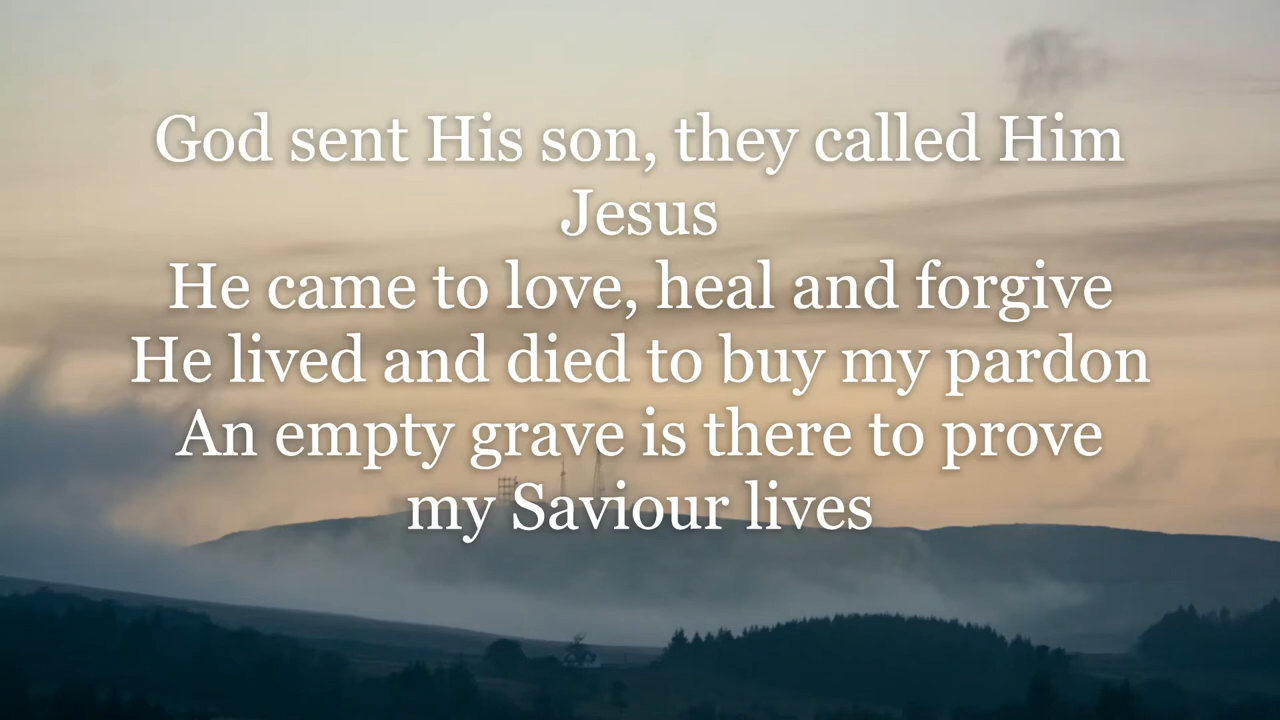 God sent His son, they called Him
Jesus
He came to love, heal and forgive
He lived and died to buy my pardon
An empty grave is there to prove
my Saviour lives